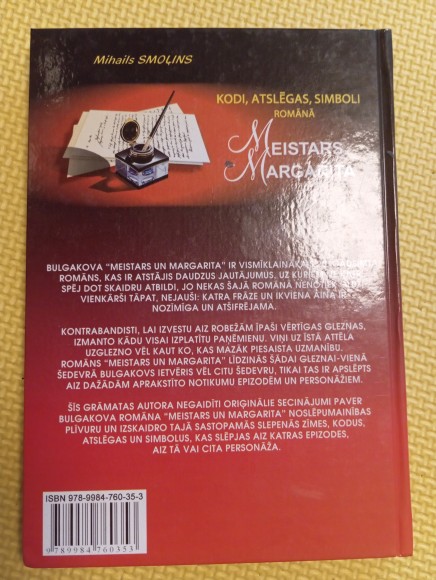 Mihails SMOĻINS
KODI, ATSLĒGAS, SIMBOLI
ROMĀNĀ
MEISTARS
MARGARITA
BULGAKOVA "MEISTARS UN MARGARITA" IR VISMĪKLAINĀKAIS
ROMĀNS, KAS IR ATSTĀJIS DAUDZUS JAUTĀJUMUS, UZ KURIEM
SPĒJ DOT SKAIDRU ATBILDI, JO NEKAS ŠAJĀ ROMĀNĀ NENOTIEK
VIENKĀRŠI TĀPAT, NEJAUŠI: KATRA FRĀZE UN IKVIENA AINA IR
NOZĪMĪGA UN ATŠIFRĒJAMA.
KONTRABANDISTI, LAI IZVESTU AIZ ROBEŽĀM ĪPAŠI VĒRTĪGAS GLEZNAS,
IZMANTO KĀDU VISAI IZPLATĪTU PAŅĒMIENU. VIŅI UZ ĪSTĀ ATTĒLA
UZGLEZNO VĒL KAUT KO, KAS MAZĀK PIESAISTA UZMANĪBU.
ROMĀNS "MEISTARS UN MARGARITA" LĪDZINĀS ŠĀDAI GLEZNAI-VIENĀ
ŠEDEVRĀ BULGAKOVS IETVĒRIS VĒL CITU ŠEDEVRU, TIKAI TAS IR APSLĒPTS
AIZ DAŽĀDĀM APRAKSTĪTO NOTIKUMU EPIZODĒM UN PERSONĀŽIEM.
ŠĪS GRĀMATAS AUTORA NEGAIDĪTI ORIĢINĀLIE SECINĀJUMI PAVER
BULGAKOVA ROMĀNA "MEISTARS UN MARGARITA" NOSLĒPUMAINĪBAS
PLĪVURU UN IZSKAIDRO TAJĀ SASTOPAMĀS SLEPENĀS ZĪMES, KODUS,
ATSLĒGAS UN SIMBOLUS, KAS SLĒPJAS AIZ KATRAS EPIZODES,
AIZ TĀ VAI CITA PERSONĀŽA.
ISBN 978-9984-760-35-3
9 789984 760353